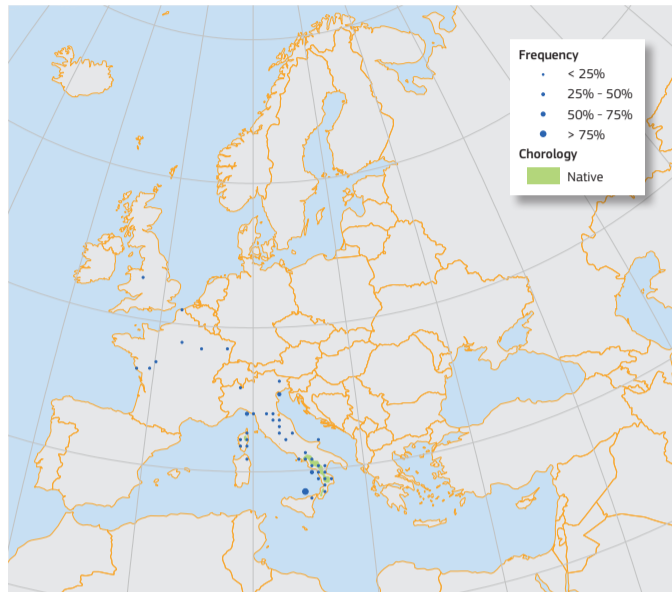 Frequency
< 25%
25% - 50%
50% - 75%
> 75%
Chorology
Native